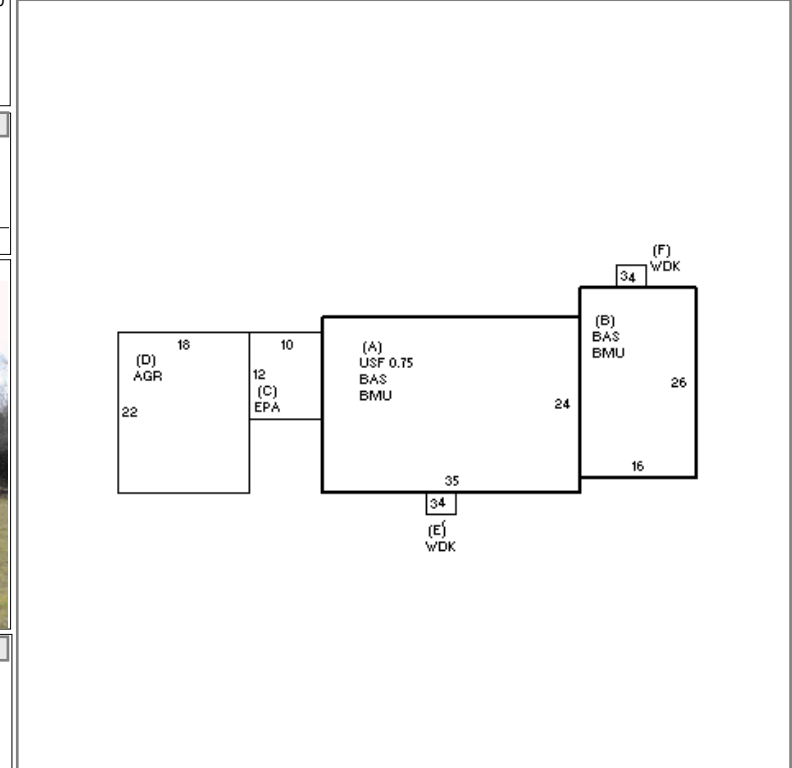 (F)
WDK
34
(B)
BAS
BMU
26
16
18
(D)
AGR
22
10
12
(C)
EPA
(A)
USF 0.75
BAS
BMU
24
35
34
(E)
WDK